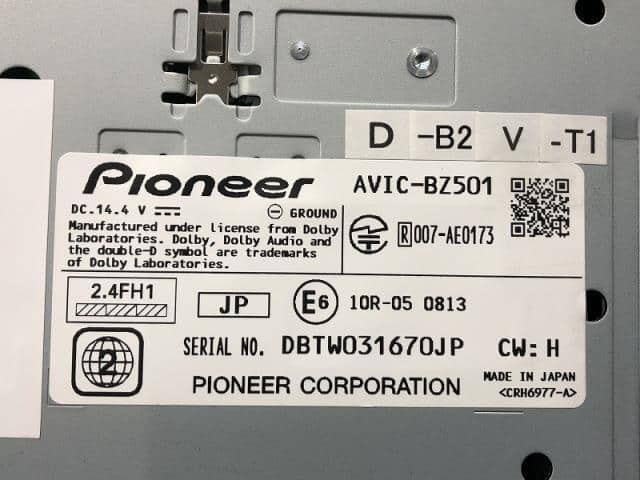 D -B2 V -T1
Pioneer
AVIC-BZ501
DC.14.4 V
⊖ GROUND
Manufactured under license from Dolby
Laboratories. Dolby, Dolby Audio and
the double-D symbol are trademarks
of Dolby Laboratories.
R 007-AE0173
2.4FH1
JP
E6 10R-05 0813
2
SERIAL NO. DBTW031670JP CW: H
PIONEER CORPORATION
MADE IN JAPAN
<CRH6977-A>